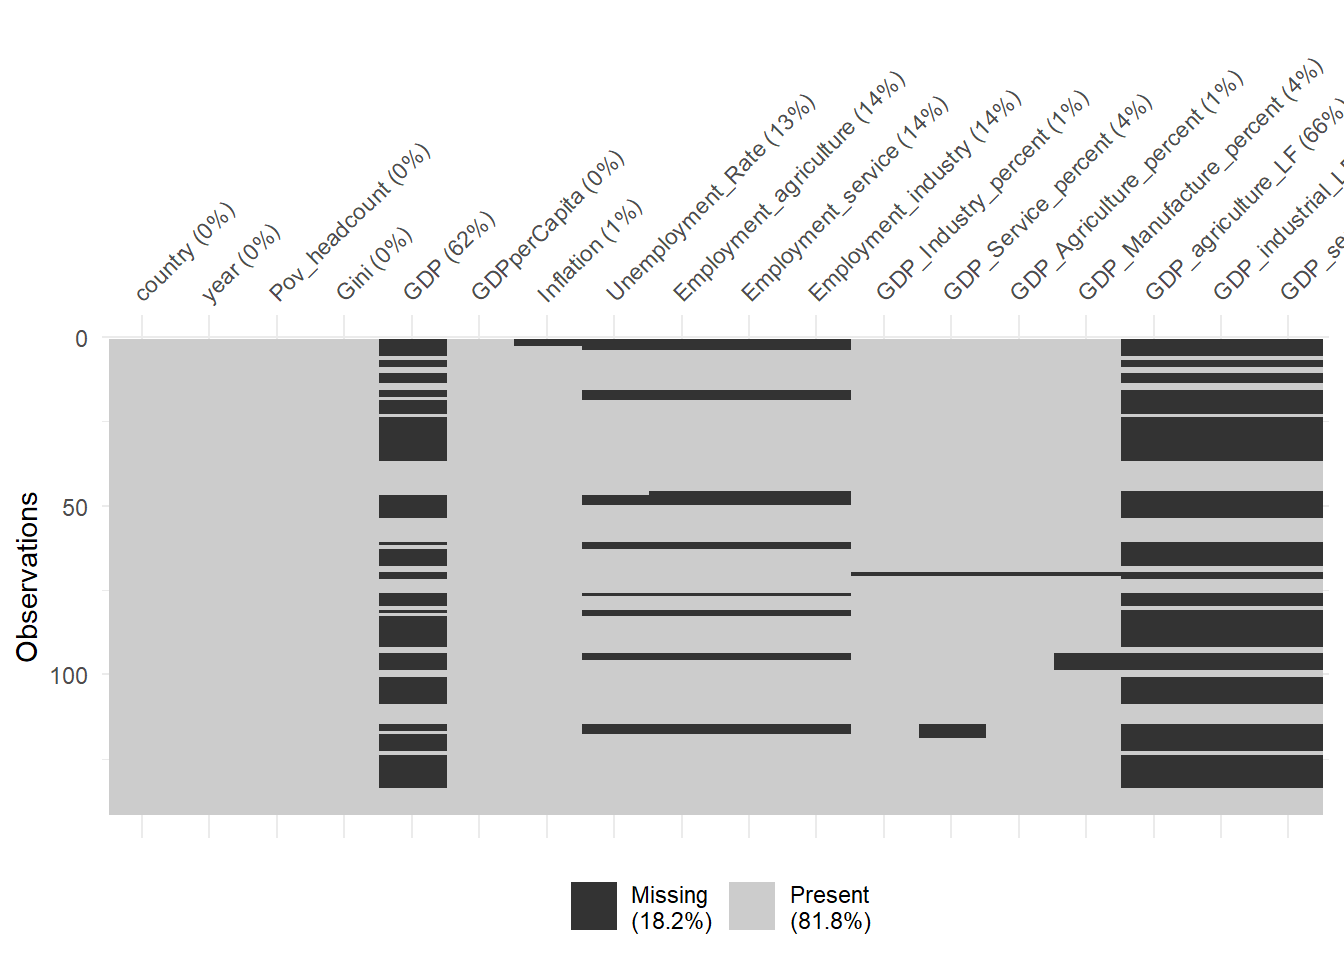 country (0%)
year (0%)
Pov_headcount (0%)
Gini (0%)
GDP (62%)
GDPperCapita (0%)
Inflation (1%)
Unemployment_Rate (13%)
Employment_agriculture (14%)
Employment_service (14%)
Employment_industry (14%)
GDP_Industry_percent (1%)
GDP_Service_percent (4%)
GDP_Agriculture_percent (1%)
GDP_Manufacture_percent (4%)
GDP_agriculture_LF (66%)
GDP_industrial_LF
GDP_se
0
50
100
Observations
Missing
(18.2%)
Present
(81.8%)